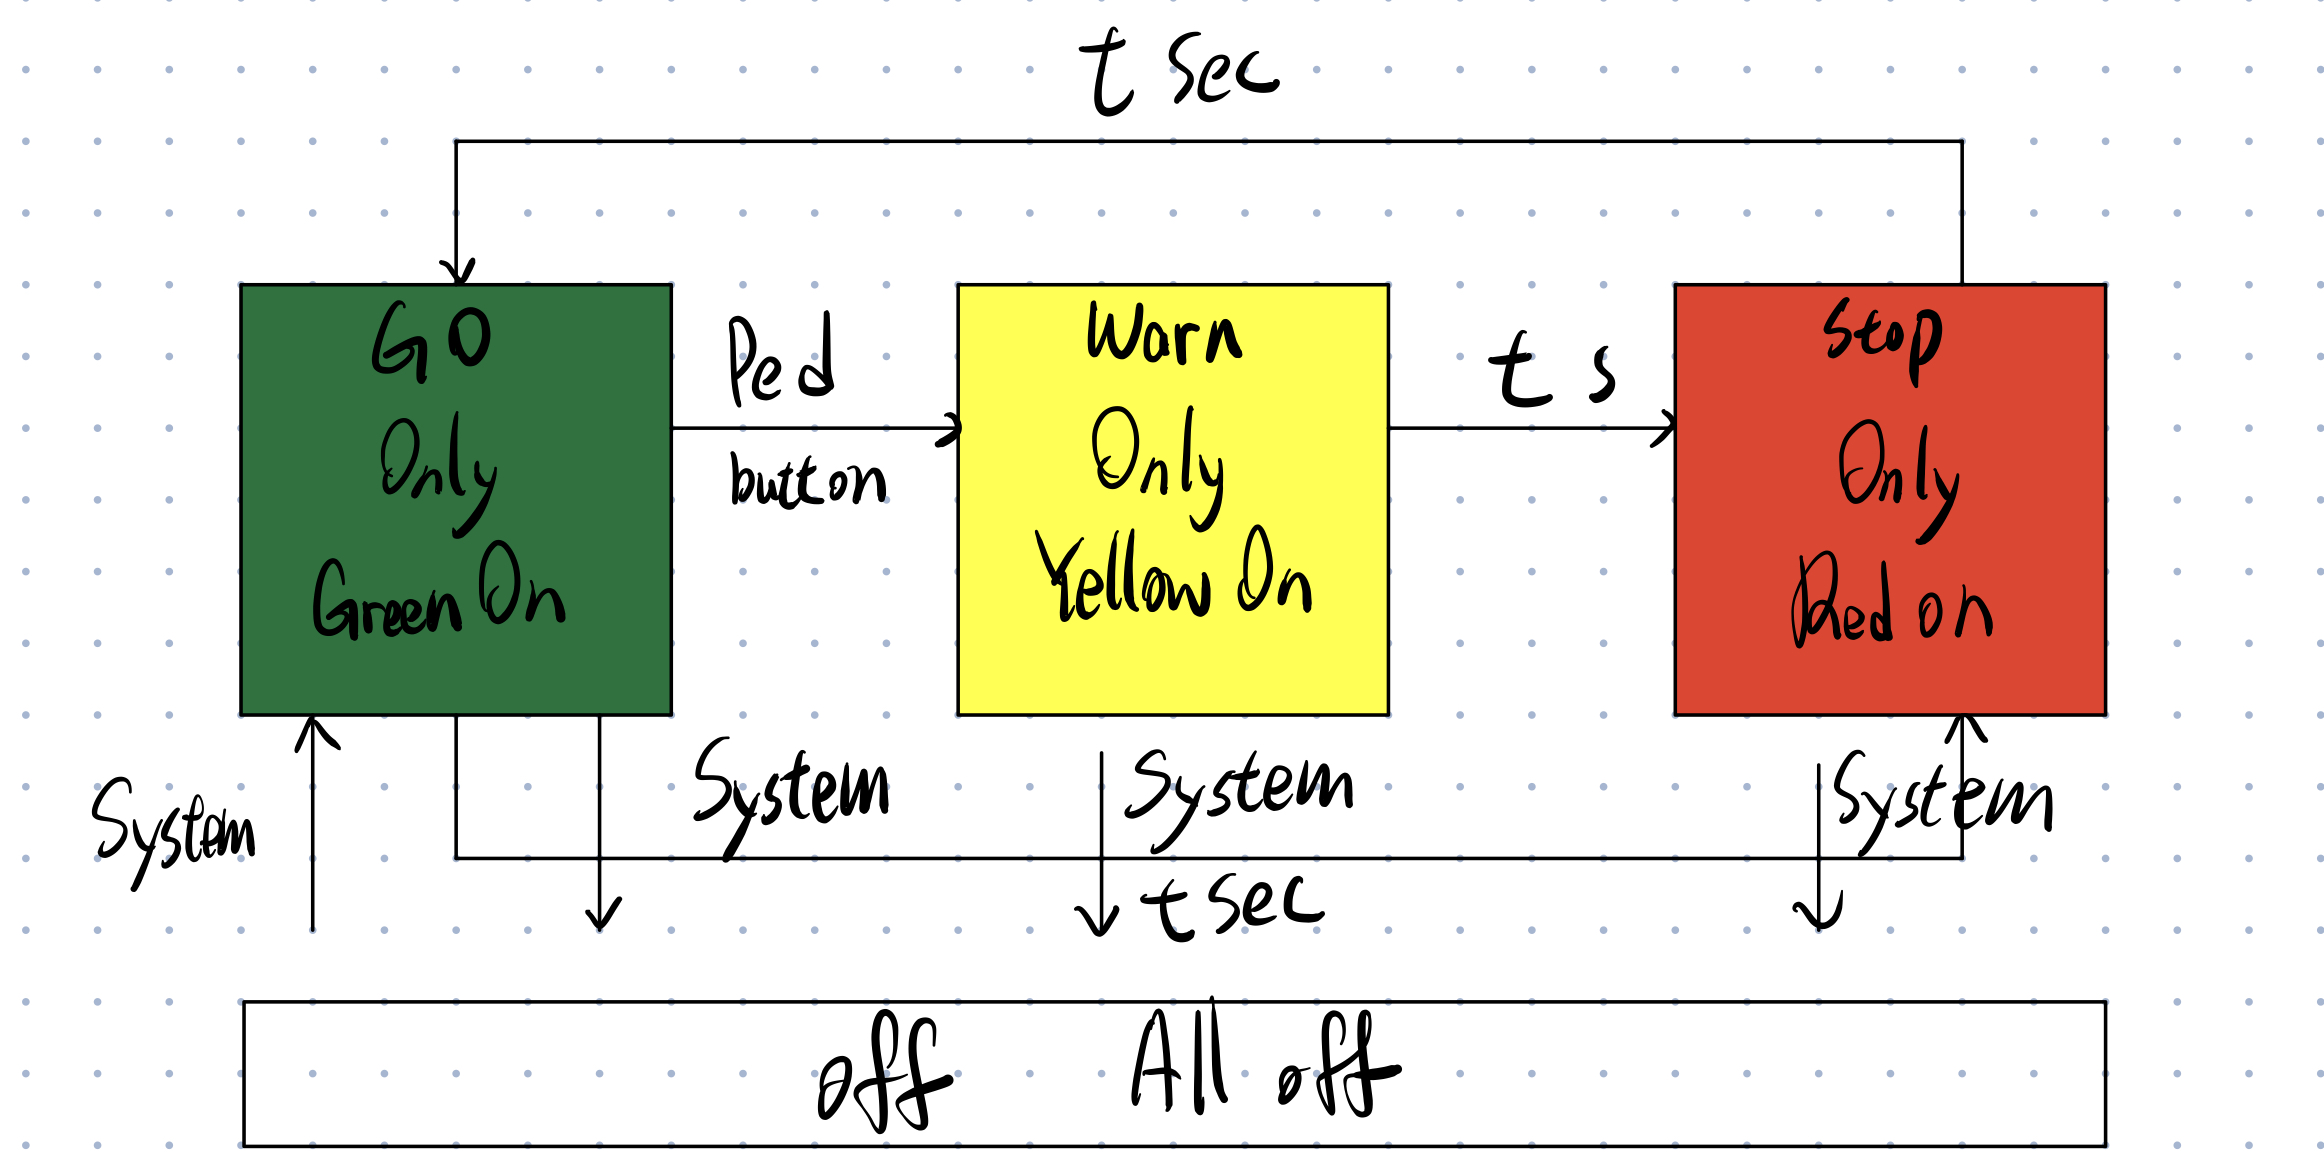 t sec
GO
Only
Green On
Ped
button
Warn
Only
Yellow On
t s
Stop
Only
Red on
System
System
System
System
t sec
off All off